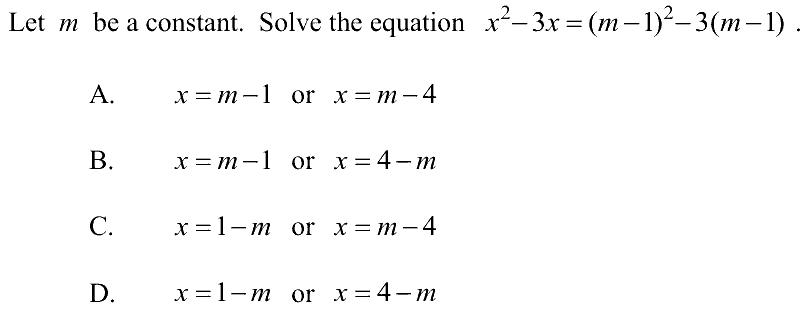 Let m be a constant. Solve the equation x²–3x=(m–1)²–3(m–1) .
A. x=m–1 or x=m–4
B. x=m–1 or x=4–m
C. x=1–m or x=m–4
D. x=1–m or x=4–m